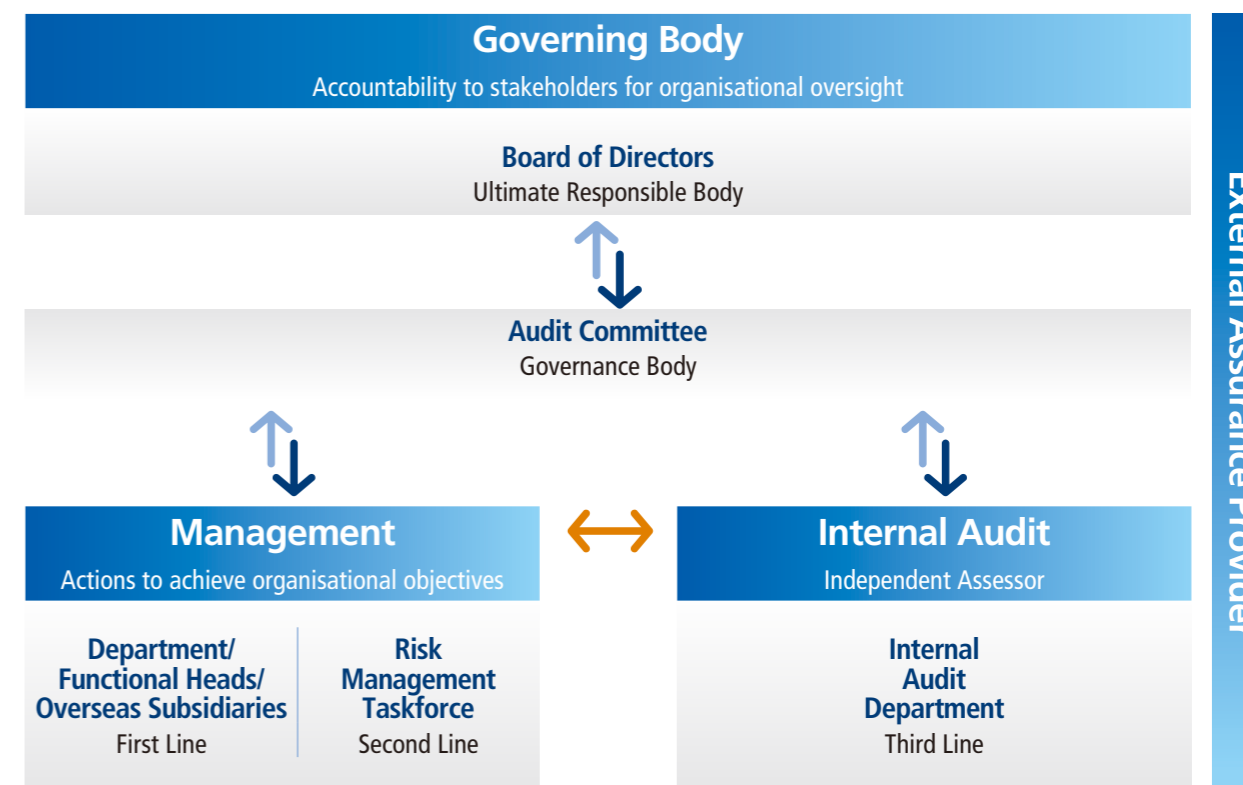 Governing Body
Accountability to stakeholders for organisational oversight
Board of Directors
Ultimate Responsible Body
Audit Committee
Governance Body
Management
Actions to achieve organisational objectives
Department/
Functional Heads/
Overseas Subsidiaries
First Line
Risk
Management
Taskforce
Second Line
Internal Audit
Independent Assessor
Internal
Audit
Department
Third Line
External Assurance Provider